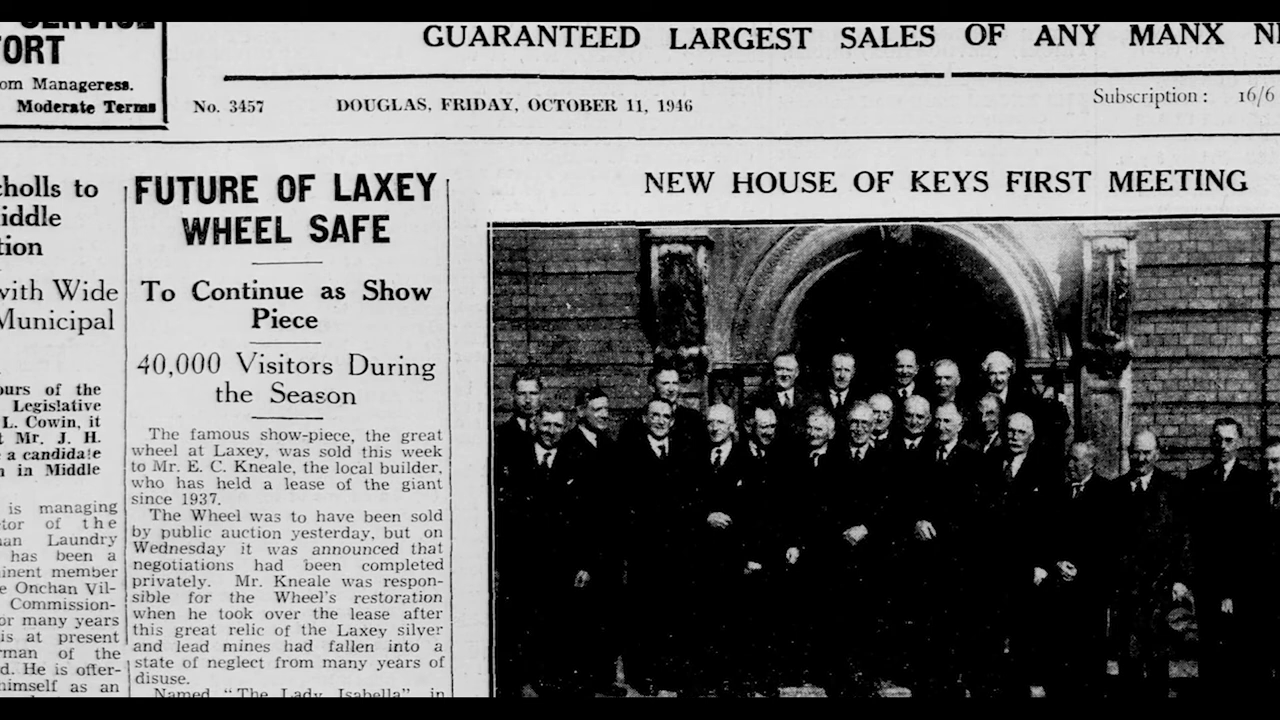 SERVICE
FORT
om Manageress.
Moderate Terms
GUARANTEED LARGEST SALES OF ANY MANX NE
No. 3457
DOUGLAS, FRIDAY, OCTOBER 11, 1946
Subscription : 16/6
cholls to
iddle
tion
with Wide
Municipal
ours of the
Legislative
L. Cowin, it
t Mr. J. H.
a candidate
n in Middle
is managing
tor of the
an Laundry
has been a
inent member
e Onchan Vil-
Commission-
or many years
is at present
rman of the
d. He is offer-
himself as an
FUTURE OF LAXEY
WHEEL SAFE
To Continue as Show
Piece
40,000 Visitors During
the Season
The famous show-piece, the great
wheel at Laxey, was sold this week
to Mr. E. C. Kneale, the local builder,
who has held a lease of the giant
since 1937.
The Wheel was to have been sold
by public auction yesterday, but on
Wednesday it was announced that
negotiations had been completed
privately. Mr. Kneale was respon-
sible for the Wheel's restoration
when he took over the lease after
this great relic of the Laxey silver
and lead mines had fallen into a
state of neglect from many years of
disuse.
Named "The Lady Isabella" in
NEW HOUSE OF KEYS FIRST MEETING